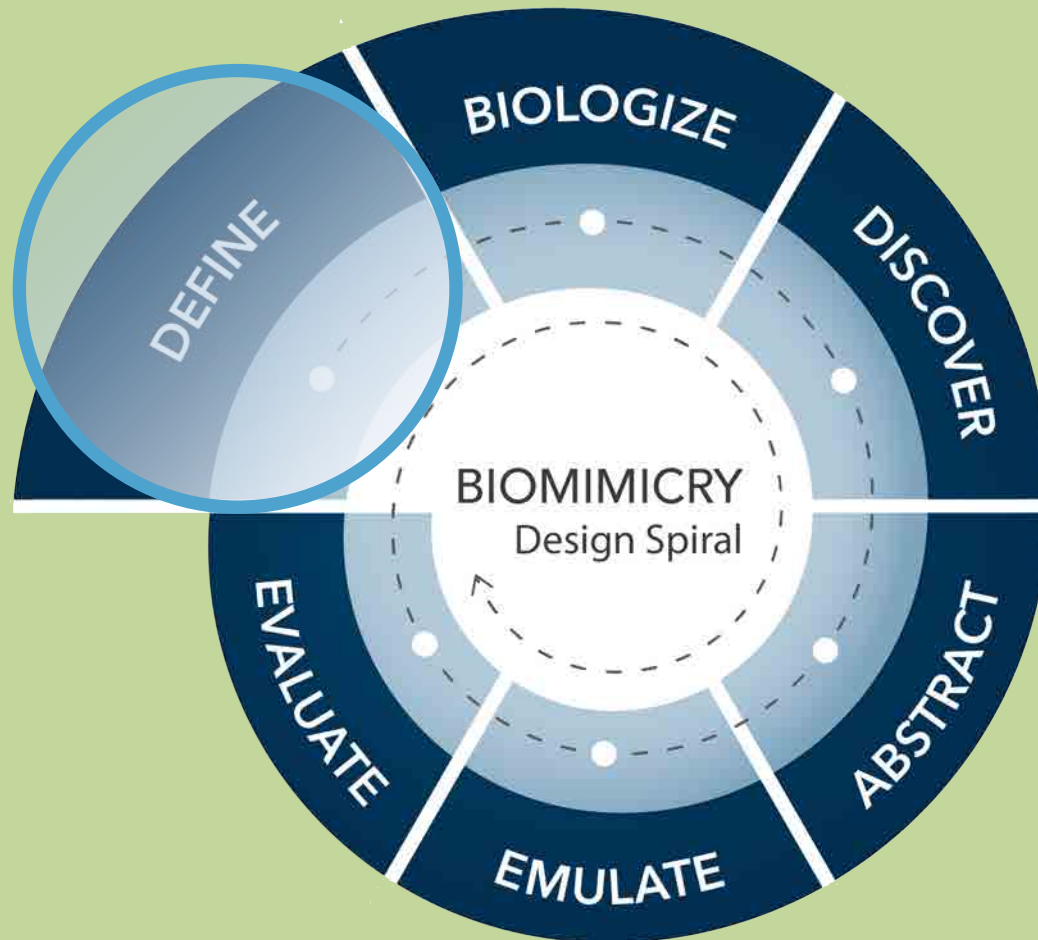 DEFINE
BIOLOGIZE
DISCOVER
ABSTRACT
EMULATE
EVALUATE
BIOMIMICRY
Design Spiral